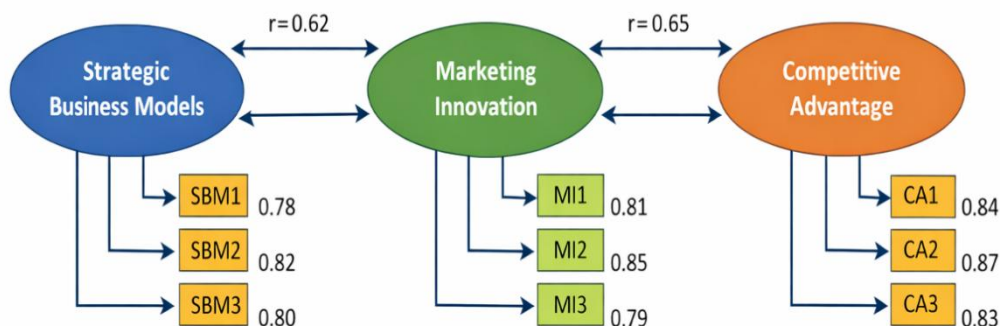 r= 0.62
r= 0.65
Strategic
Business Models
Marketing
Innovation
Competitive
Advantage
SBM1 0.78
SBM2 0.82
SBM3 0.80
MI1 0.81
MI2 0.85
MI3 0.79
CA1 0.84
CA2 0.87
CA3 0.83